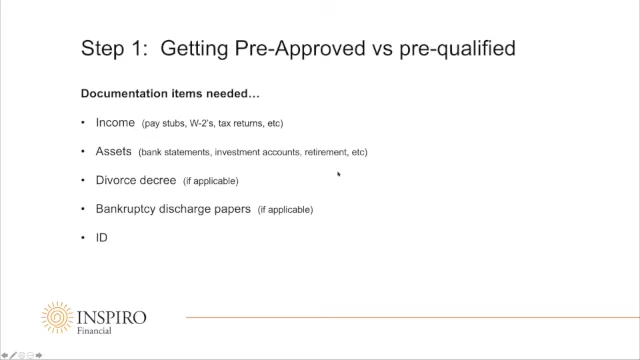 Step 1:  Getting Pre-Approved vs pre-qualified
Documentation items needed…
• Income (pay stubs, W-2's, tax returns, etc)
• Assets (bank statements, investment accounts, retirement, etc)
• Divorce decree (if applicable)
• Bankruptcy discharge papers (if applicable)
• ID
INSPIRO
Financial